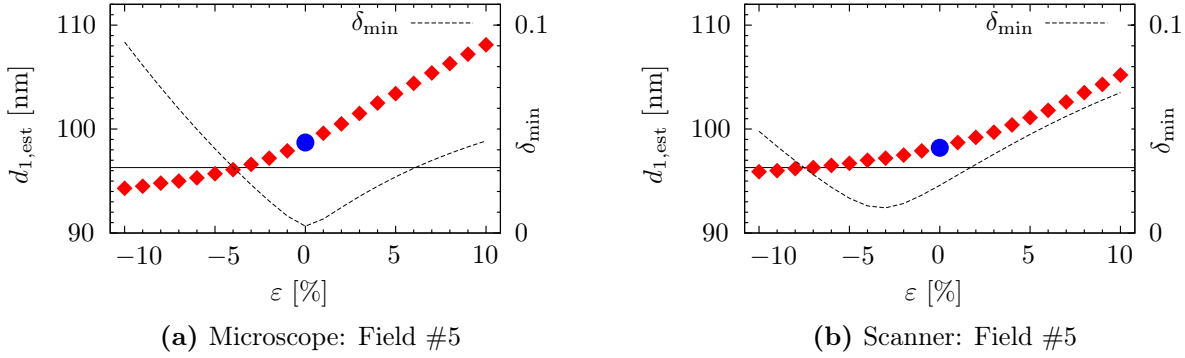 110
100
90
d1,est [nm]
δmin
0.1
0
δmin
−10 −5 0 5 10
ε [%]
(a) Microscope: Field #5
110
100
90
d1,est [nm]
δmin
0.1
0
δmin
−10 −5 0 5 10
ε [%]
(b) Scanner: Field #5